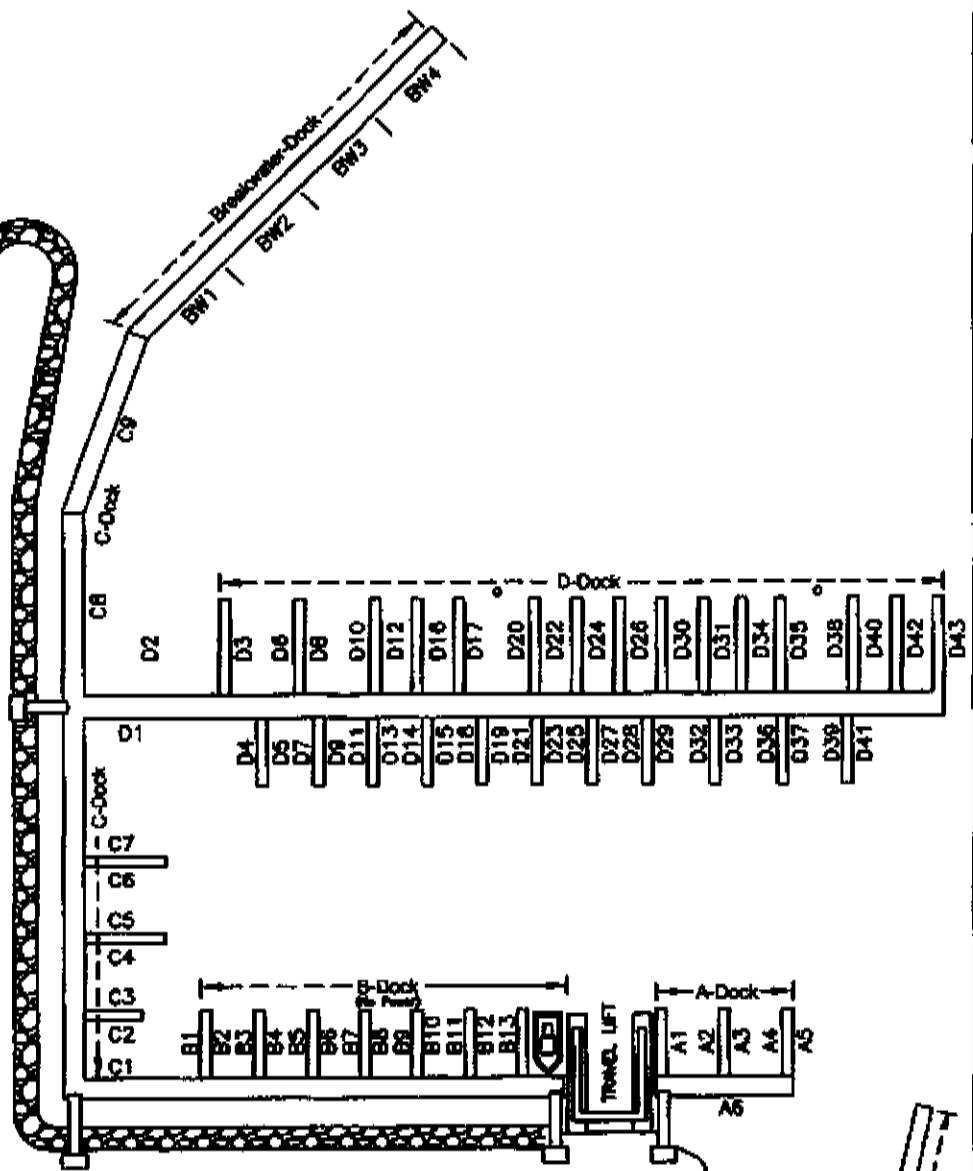 Breakwater-Dock
BW4
BW3
BW2
BW1
C9
C-Dock
C8
D-Dock
D2
D3
D6
D8
D10
D12
D16
D17
D20
D22
D24
D26
D30
D31
D34
D35
D38
D40
D42
D43
D1
D4
D5
D7
D9
D11
D13
D14
D15
D18
D19
D21
D23
D25
D27
D28
D29
D32
D33
D36
D37
D39
D41
C-Dock
C7
C6
C5
C4
C3
C2
C1
B-Dock
(No Power)
B1
B2
B3
B4
B5
B6
B7
B8
B9
B10
B11
B12
B13
TRAVEL LIFT
A-Dock
A1
A2
A3
A4
A5
A6